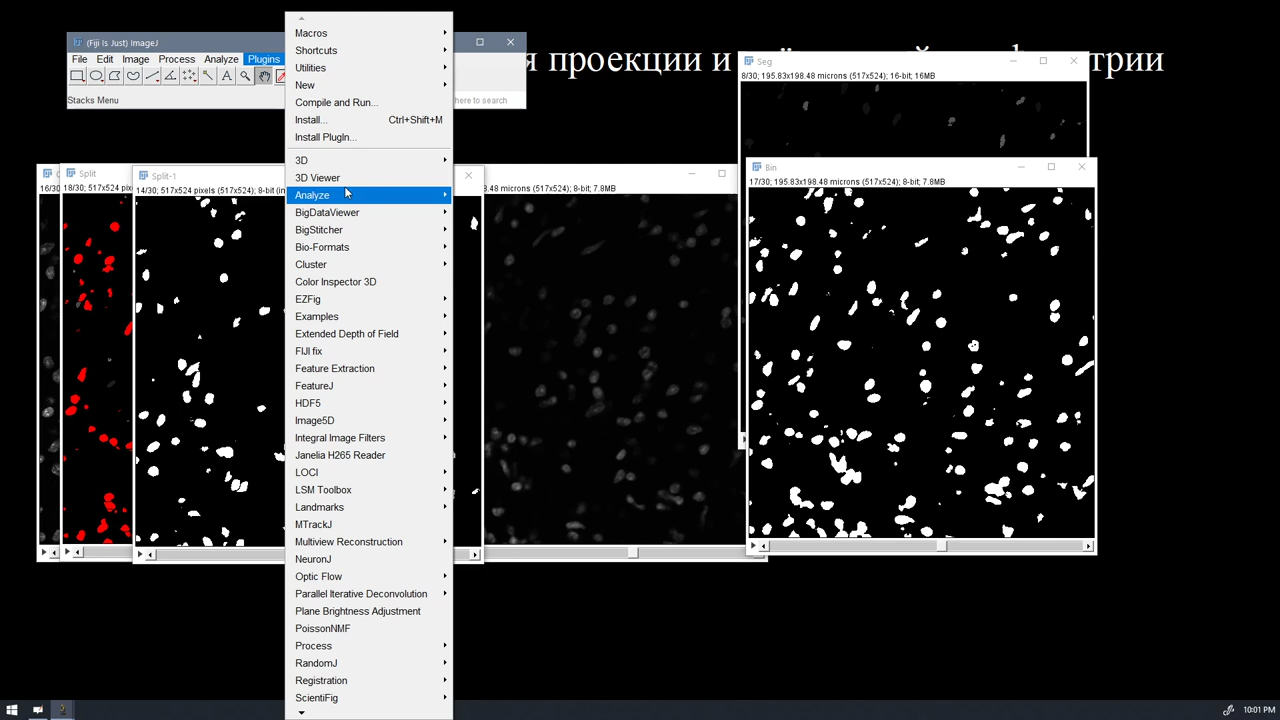 я проекции и
трии
(Fiji Is Just) ImageJ
File Edit Image Process Analyze Plugins
Stacks Menu
here to search
Macros
Shortcuts
Utilities
New
Compile and Run...
Install... Ctrl+Shift+M
Install PlugIn...
3D
3D Viewer
Analyze
BigDataViewer
BigStitcher
Bio-Formats
Cluster
Color Inspector 3D
EZFig
Examples
Extended Depth of Field
FIJI fix
Feature Extraction
FeatureJ
HDF5
Image5D
Integral Image Filters
Janelia H265 Reader
LOCI
LSM Toolbox
Landmarks
MTrackJ
Multiview Reconstruction
NeuronJ
Optic Flow
Parallel Iterative Deconvolution
Plane Brightness Adjustment
PoissonNMF
Process
RandomJ
Registration
ScientiFig
16/30;
Split
18/30; 517x524 pix
Split-1
14/30; 517x524 pixels (517x524); 8-bit (in
3.48 microns (517x524); 8-bit; 7.8MB
Seg
8/30; 195.83x198.48 microns (517x524); 16-bit; 16MB
Bin
17/30; 195.83x198.48 microns (517x524); 8-bit; 7.8MB
10:01 PM